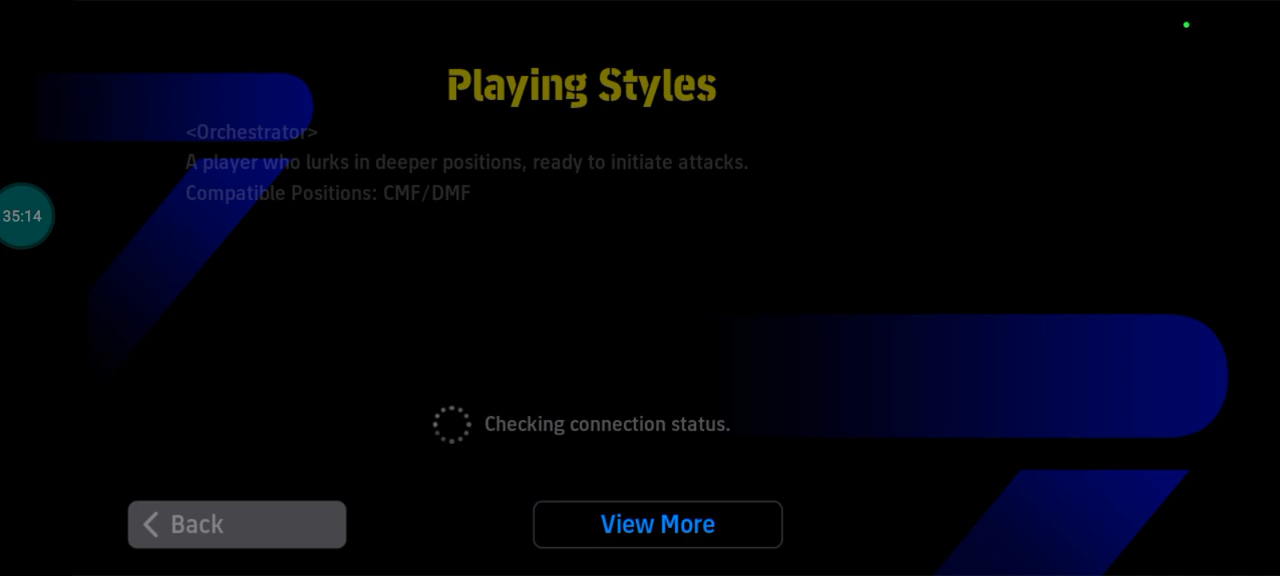 Playing Styles
<Orchestrator>
A player who lurks in deeper positions, ready to initiate attacks.
Compatible Positions: CMF/DMF
35:14
Checking connection status.
Back
View More